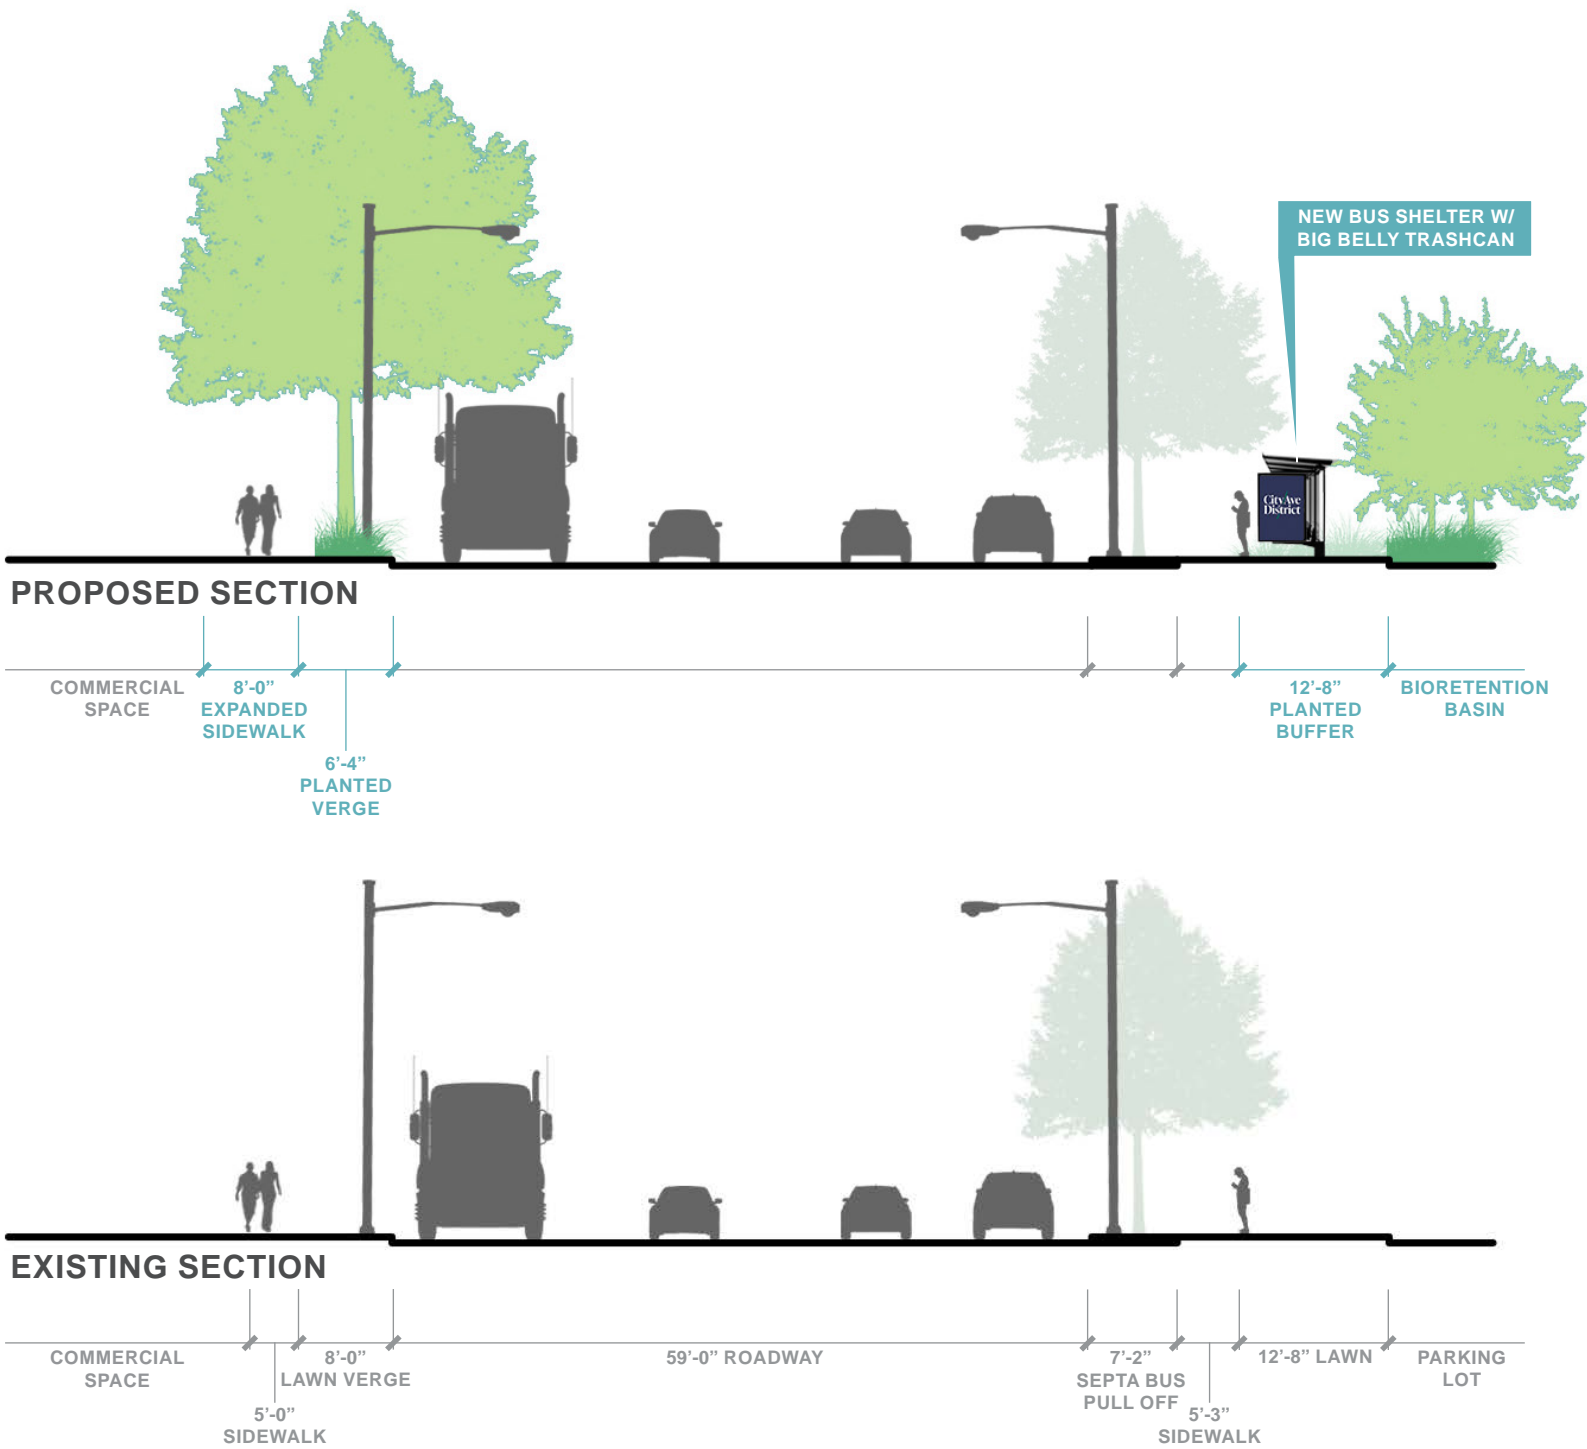 NEW BUS SHELTER W/
BIG BELLY TRASHCAN
CityAve
District
PROPOSED SECTION
COMMERCIAL
SPACE
8’-0”
EXPANDED
SIDEWALK
6’-4”
PLANTED
VERGE
12’-8”
PLANTED
BUFFER
BIORETENTION
BASIN
EXISTING SECTION
COMMERCIAL
SPACE
5’-0”
SIDEWALK
8’-0”
LAWN VERGE
59’-0” ROADWAY
7’-2”
SEPTA BUS
PULL OFF
5’-3”
SIDEWALK
12’-8” LAWN
PARKING
LOT